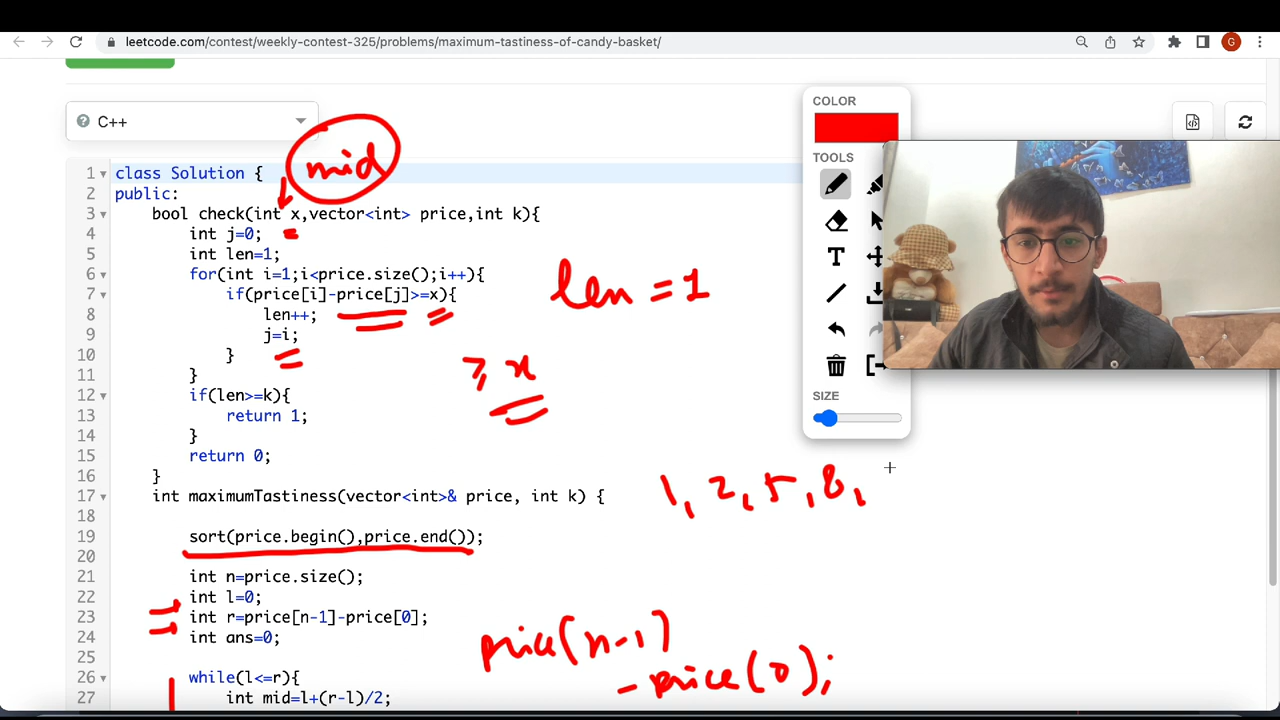 leetcode.com/contest/weekly-contest-325/problems/maximum-tastiness-of-candy-basket/
G
C++
COLOR
TOOLS
T
SIZE
mid
1 class Solution {
2 public:
3 bool check(int x,vector<int> price,int k){
4 int j=0;
5 int len=1;
6 for(int i=1;i<price.size();i++){
7 if(price[i]-price[j]>=x){
8 len++;
9 j=i;
10 }
11 }
12 if(len>=k){
13 return 1;
14 }
15 return 0;
16 }
17 int maximumTastiness(vector<int>& price, int k) {
18
19 sort(price.begin(),price.end());
20
21 int n=price.size();
22 int l=0;
23 int r=price[n-1]-price[0];
24 int ans=0;
25
26 while(l<=r){
27 int mid=l+(r-l)/2;
len = 1
≥ x
1, 2, 5, 8,
price(n-1)
- price(0);